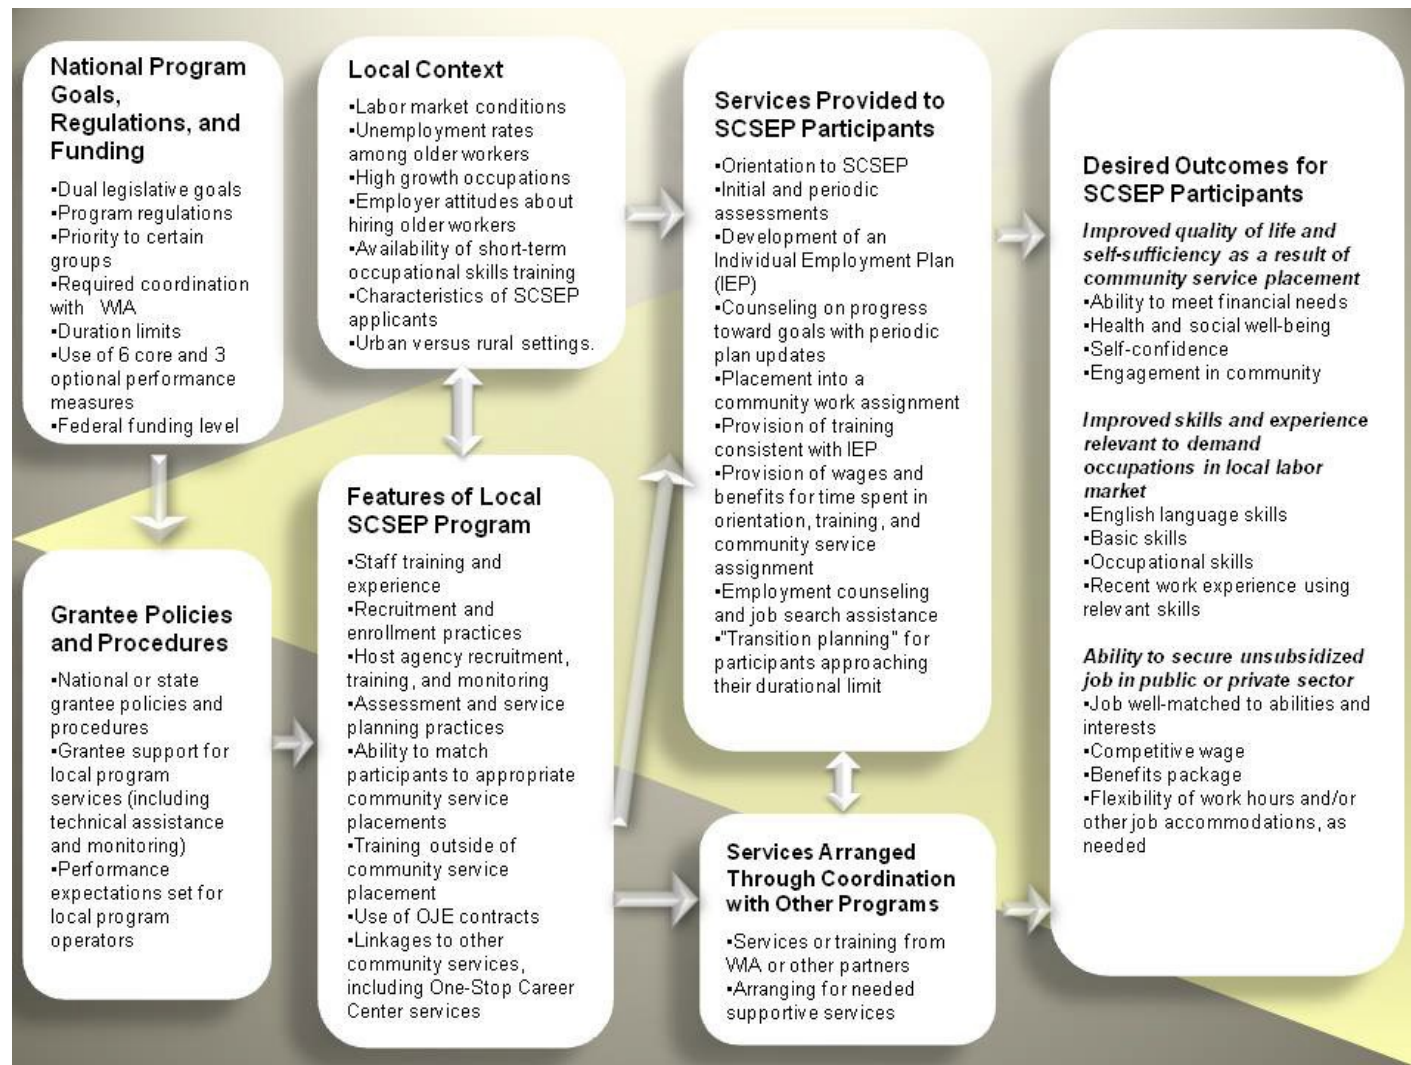 National Program
Goals,
Regulations, and
Funding
▪Dual legislative goals
▪Program regulations
▪Priority to certain
groups
▪Required coordination
with WIA
▪Duration limits
▪Use of 6 core and 3
optional performance
measures
▪Federal funding level
Grantee Policies
and Procedures
▪National or state
grantee policies and
procedures
▪Grantee support for
local program
services (including
technical assistance
and monitoring)
▪Performance
expectations set for
local program
operators
Local Context
▪Labor market conditions
▪Unemployment rates
among older workers
▪High growth occupations
▪Employer attitudes about
hiring older workers
▪Availability of short-term
occupational skills training
▪Characteristics of SCSEP
applicants
▪Urban versus rural settings.
Features of Local
SCSEP Program
▪Staff training and
experience
▪Recruitment and
enrollment practices
▪Host agency recruitment,
training, and monitoring
▪Assessment and service
planning practices
▪Ability to match
participants to appropriate
community service
placements
▪Training outside of
community service
placement
▪Use of OJE contracts
▪Linkages to other
community services,
including One-Stop Career
Center services
Services Provided to
SCSEP Participants
▪Orientation to SCSEP
▪Initial and periodic
assessments
▪Development of an
Individual Employment Plan
(IEP)
▪Counseling on progress
toward goals with periodic
plan updates
▪Placement into a
community work assignment
▪Provision of training
consistent with IEP
▪Provision of wages and
benefits for time spent in
orientation, training, and
community service
assignment
▪Employment counseling
and job search assistance
▪"Transition planning" for
participants approaching
their durational limit
Services Arranged
Through Coordination
with Other Programs
▪Services or training from
WIA or other partners
▪Arranging for needed
supportive services
Desired Outcomes for
SCSEP Participants
Improved quality of life and
self-sufficiency as a result of
community service placement
▪Ability to meet financial needs
▪Health and social well-being
▪Self-confidence
▪Engagement in community
Improved skills and experience
relevant to demand
occupations in local labor
market
▪English language skills
▪Basic skills
▪Occupational skills
▪Recent work experience using
relevant skills
Ability to secure unsubsidized
job in public or private sector
▪Job well-matched to abilities and
interests
▪Competitive wage
▪Benefits package
▪Flexibility of work hours and/or
other job accommodations, as
needed